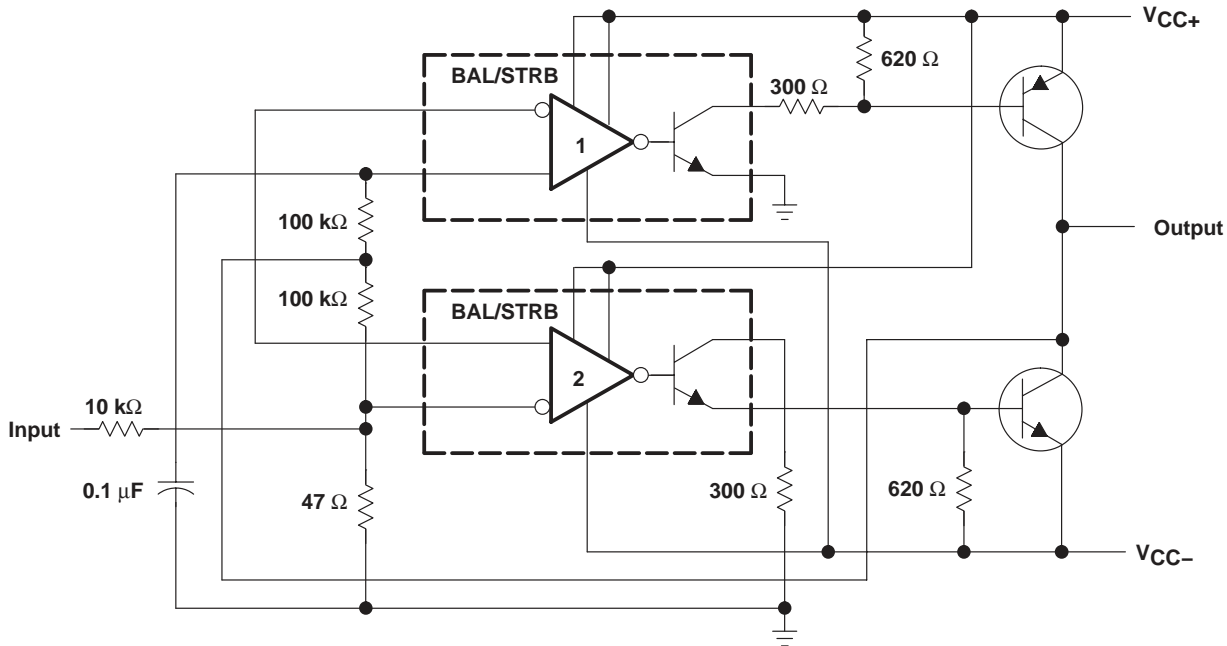 VCC+
BAL/STRB
620 Ω
300 Ω
1
100 kΩ
Output
100 kΩ
BAL/STRB
2
10 kΩ
Input
0.1 μF
47 Ω
300 Ω
620 Ω
VCC–